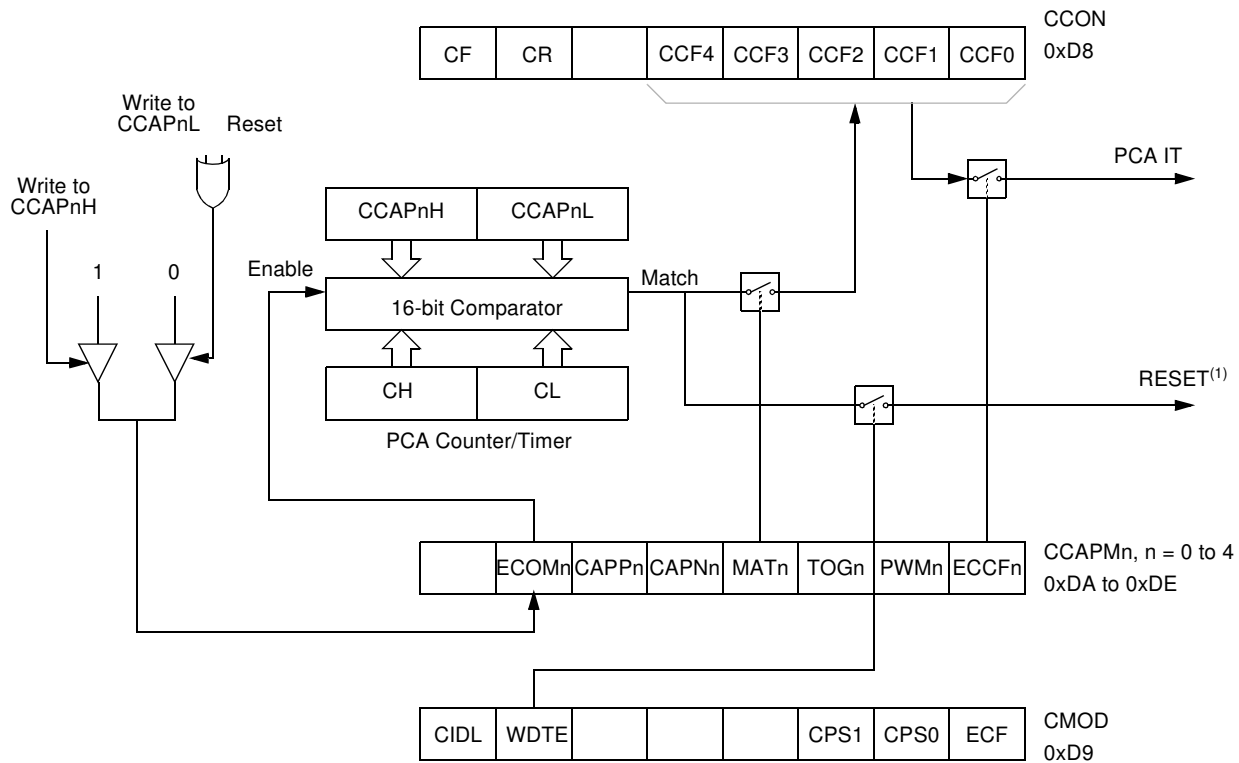 CCON
CF CR CCF4 CCF3 CCF2 CCF1 CCF0
0xD8
Write to
CCAPnL
Reset
PCA IT
Write to
CCAPnH
CCAPnH CCAPnL
1
0
Enable
Match
16-bit Comparator
CH CL
RESET(1)
PCA Counter/Timer
CCAPMn, n = 0 to 4
ECOMn CAPPn CAPNn MATn TOGn PWMn ECCFn
0xDA to 0xDE
CMOD
CIDL WDTE CPS1 CPS0 ECF
0xD9